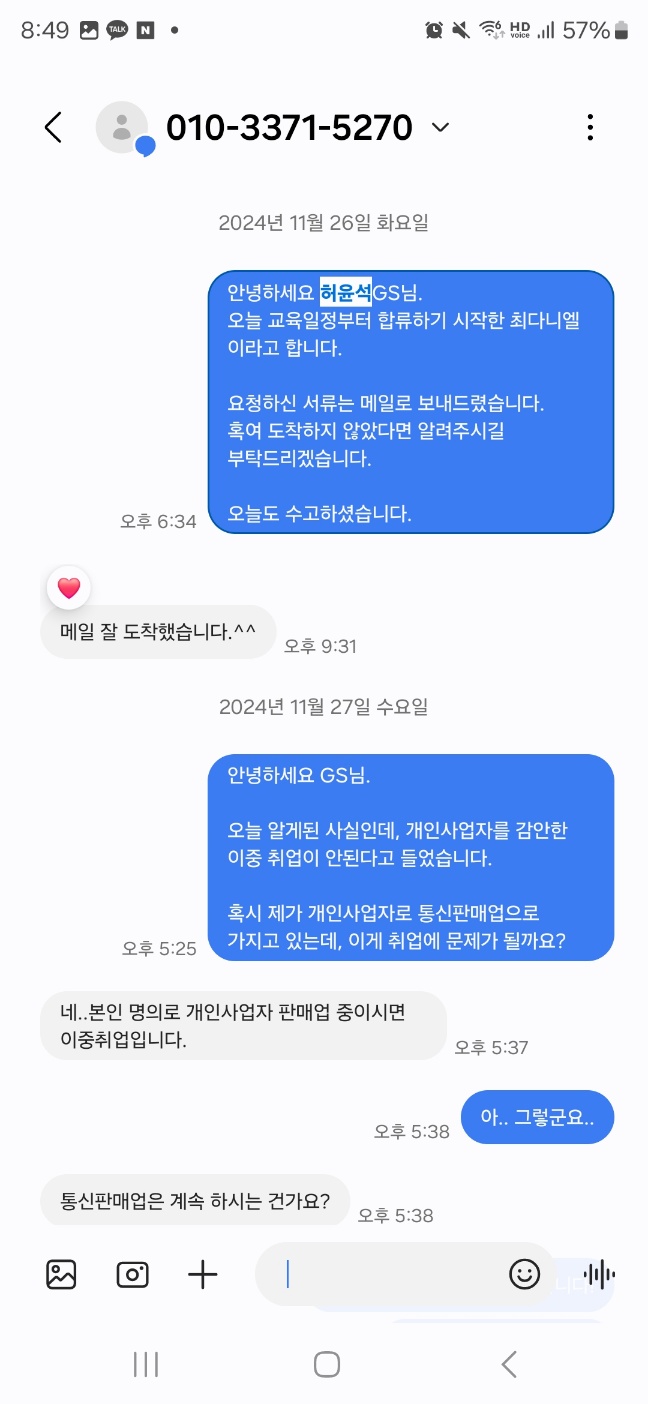 8:49
TALK
N
6
HD
voice
57%
010-3371-5270
2024년 11월 26일 화요일
안녕하세요 허윤석GS님.
오늘 교육일정부터 합류하기 시작한 최다니엘
이라고 합니다.
요청하신 서류는 메일로 보내드렸습니다.
혹여 도착하지 않았다면 알려주시길
부탁드리겠습니다.
오늘도 수고하셨습니다.
오후 6:34
메일 잘 도착했습니다.^^
오후 9:31
2024년 11월 27일 수요일
안녕하세요 GS님.
오늘 알게된 사실인데, 개인사업자를 감안한
이중 취업이 안된다고 들었습니다.
혹시 제가 개인사업자로 통신판매업으로
가지고 있는데, 이게 취업에 문제가 될까요?
오후 5:25
네..본인 명의로 개인사업자 판매업 중이시면
이중취업입니다.
오후 5:37
아.. 그렇군요..
오후 5:38
통신판매업은 계속 하시는 건가요?
오후 5:38